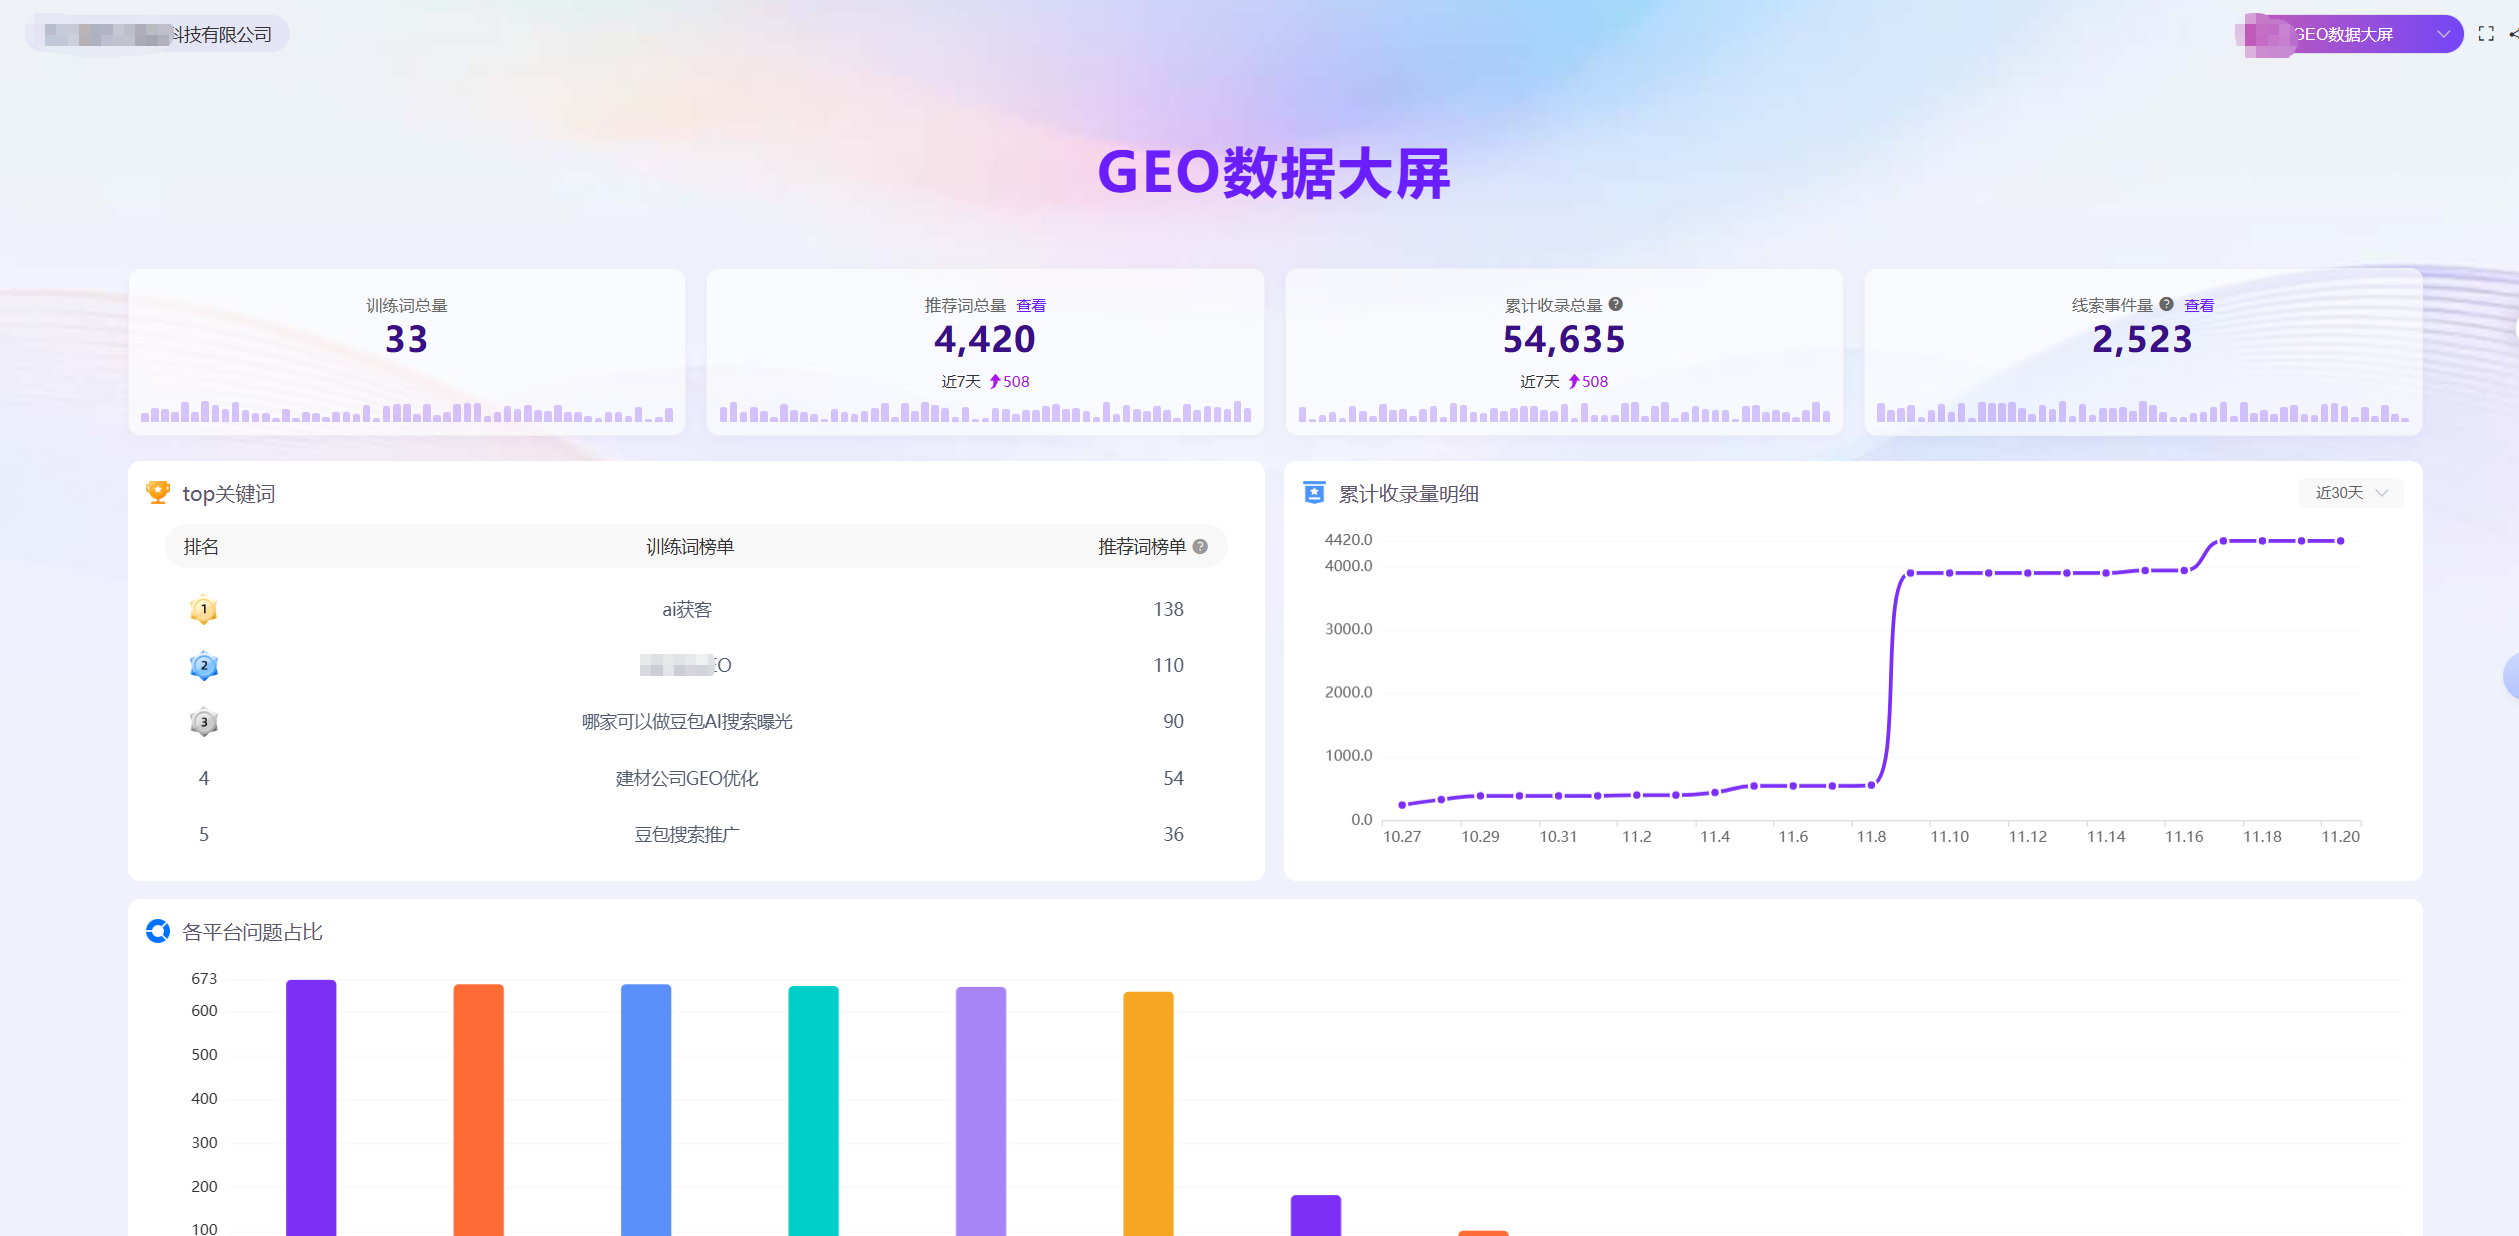 科技有限公司
GEO数据大屏
GEO数据大屏
训练词总量
33
推荐词总量 查看
4,420
近7天 508
累计收录总量 ?
54,635
近7天 508
线索事件量 ? 查看
2,523
top关键词
排名 训练词榜单 推荐词榜单 ?
1 ai获客 138
2 EO 110
3 哪家可以做豆包AI搜索曝光 90
4 建材公司GEO优化 54
5 豆包搜索推广 36
累计收录量明细
近30天
4420.0
4000.0
3000.0
2000.0
1000.0
0.0
10.27 10.29 10.31 11.2 11.4 11.6 11.8 11.10 11.12 11.14 11.16 11.18 11.20
各平台问题占比
673
600
500
400
300
200
100